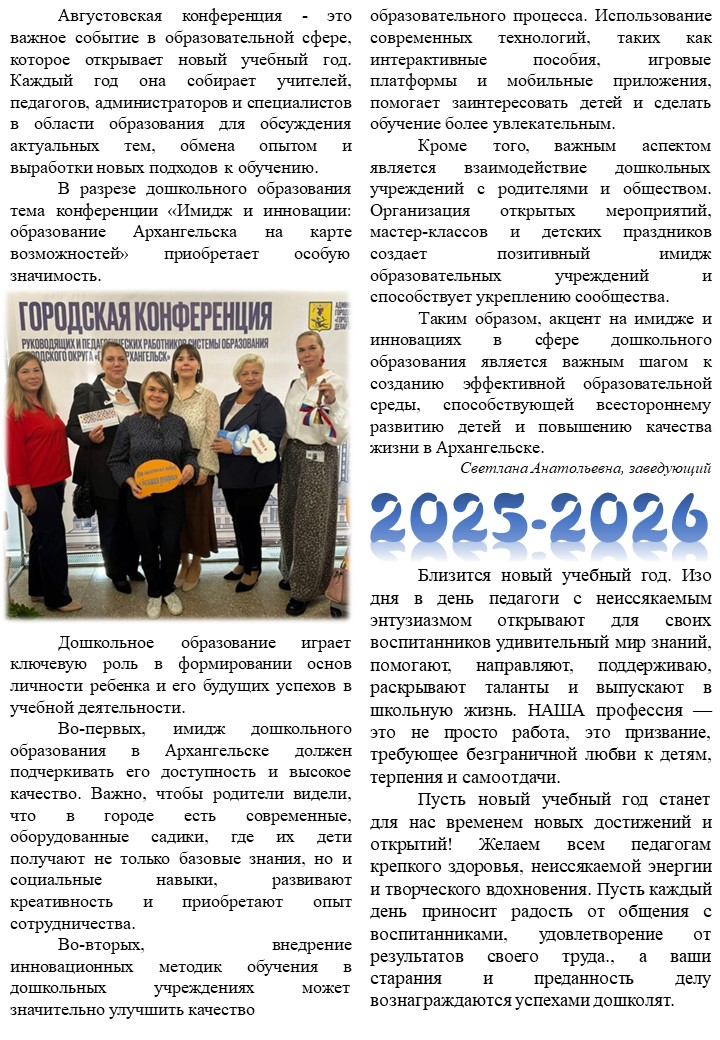 Августовская конференция - это
важное событие в образовательной сфере,
которое открывает новый учебный год.
Каждый год она собирает учителей,
педагогов, администраторов и специалистов
в области образования для обсуждения
актуальных тем, обмена опытом и
выработки новых подходов к обучению.
В разрезе дошкольного образования
тема конференции «Имидж и инновации:
образование Архангельска на карте
возможностей» приобретает особую
значимость.
ГОРОДСКАЯ КОНФЕРЕНЦИЯ
РУКОВОДЯЩИХ И ПЕДАГОГИЧЕСКИХ РАБОТНИКОВ СИСТЕМЫ ОБРАЗОВАНИЯ
Дошкольное образование играет
ключевую роль в формировании основ
личности ребенка и его будущих успехов в
учебной деятельности.
Во-первых, имидж дошкольного
образования в Архангельске должен
подчеркивать его доступность и высокое
качество. Важно, чтобы родители видели,
что в городе есть современные,
оборудованные садики, где их дети
получают не только базовые знания, но и
социальные навыки, развивают
креативность и приобретают опыт
сотрудничества.
Во-вторых, внедрение
инновационных методик обучения в
дошкольных учреждениях может
значительно улучшить качество
образовательного процесса. Использование
современных технологий, таких как
интерактивные пособия, игровые
платформы и мобильные приложения,
помогает заинтересовать детей и сделать
обучение более увлекательным.
Кроме того, важным аспектом
является взаимодействие дошкольных
учреждений с родителями и обществом.
Организация открытых мероприятий,
мастер-классов и детских праздников
создает позитивный имидж
образовательных учреждений и
способствует укреплению сообщества.
Таким образом, акцент на имидже и
инновациях в сфере дошкольного
образования является важным шагом к
созданию эффективной образовательной
среды, способствующей всестороннему
развитию детей и повышению качества
жизни в Архангельске.
Светлана Анатольевна, заведующий
2025-2026
Близится новый учебный год. Изо
дня в день педагоги с неиссякаемым
энтузиазмом открывают для своих
воспитанников удивительный мир знаний,
помогают, направляют, поддерживаю,
раскрывают таланты и выпускают в
школьную жизнь. НАША профессия —
это не просто работа, это призвание,
требующее безграничной любви к детям,
терпения и самоотдачи.
Пусть новый учебный год станет
для нас временем новых достижений и
открытий! Желаем всем педагогам
крепкого здоровья, неиссякаемой энергии
и творческого вдохновения. Пусть каждый
день приносит радость от общения с
воспитанниками, удовлетворение от
результатов своего труда., а ваши
старания и преданность делу
вознаграждаются успехами дошколят.